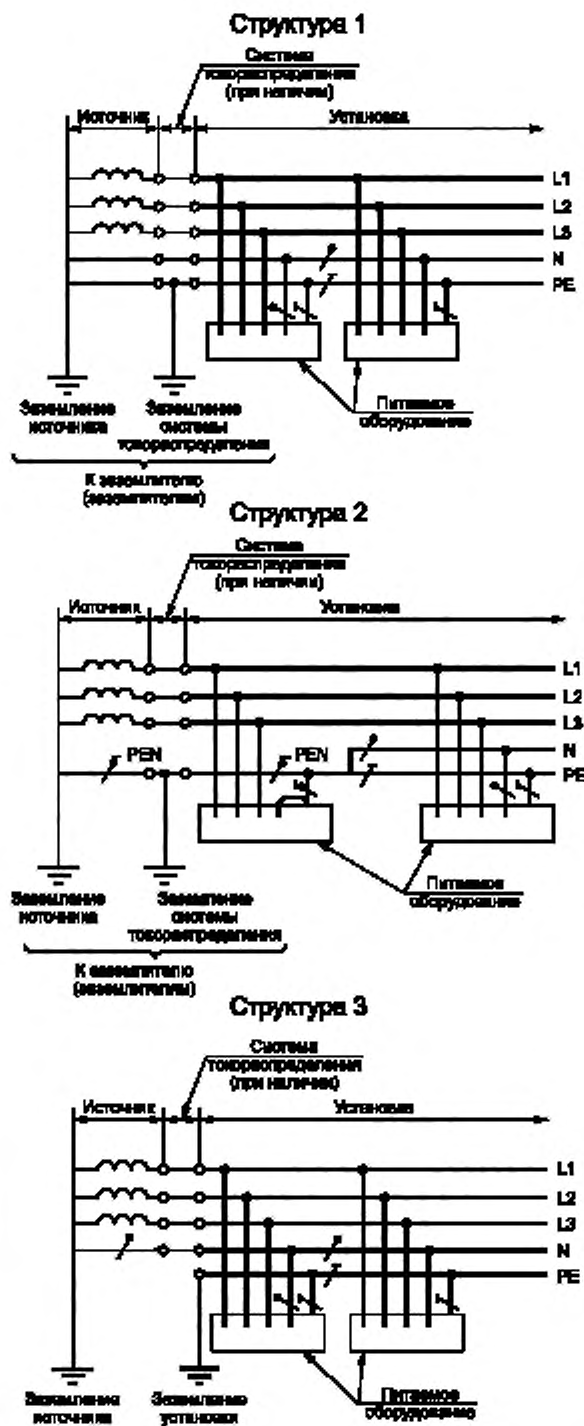 Структура 1
Система
токораспределения
(при наличии)
Источник
Установка
L1
L2
L3
N
PE
Заземление
источника
Заземление
системы
токораспределения
Питаемое
оборудование
К заземлителю
(заземлителям)
Структура 2
Система
токораспределения
(при наличии)
Источник
Установка
L1
L2
L3
N
PEN
PEN
PE
Заземление
источника
Заземление
системы
токораспределения
Питаемое
оборудование
К заземлителю
(заземлителям)
Структура 3
Система
токораспределения
(при наличии)
Источник
Установка
L1
L2
L3
N
PE
Заземление
источника
Заземление
установки
Питаемое
оборудование